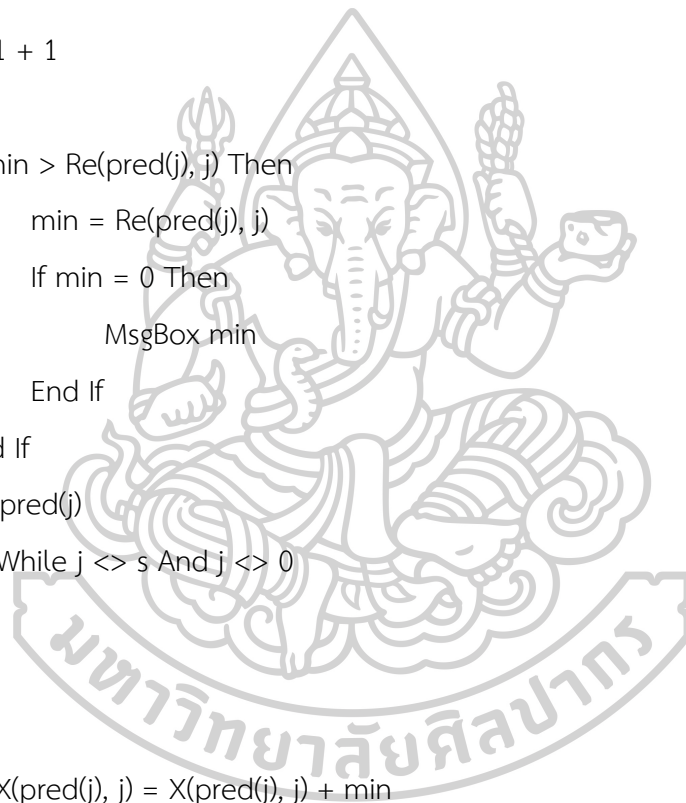 1 + 1
min > Re(pred(j), j) Then
min = Re(pred(j), j)
If min = 0 Then
MsgBox min
End If
d If
pred(j)
While j <> s And j <> 0
มหาวิทยาลัยศิลปากร
X(pred(j), j) = X(pred(j), j) + min